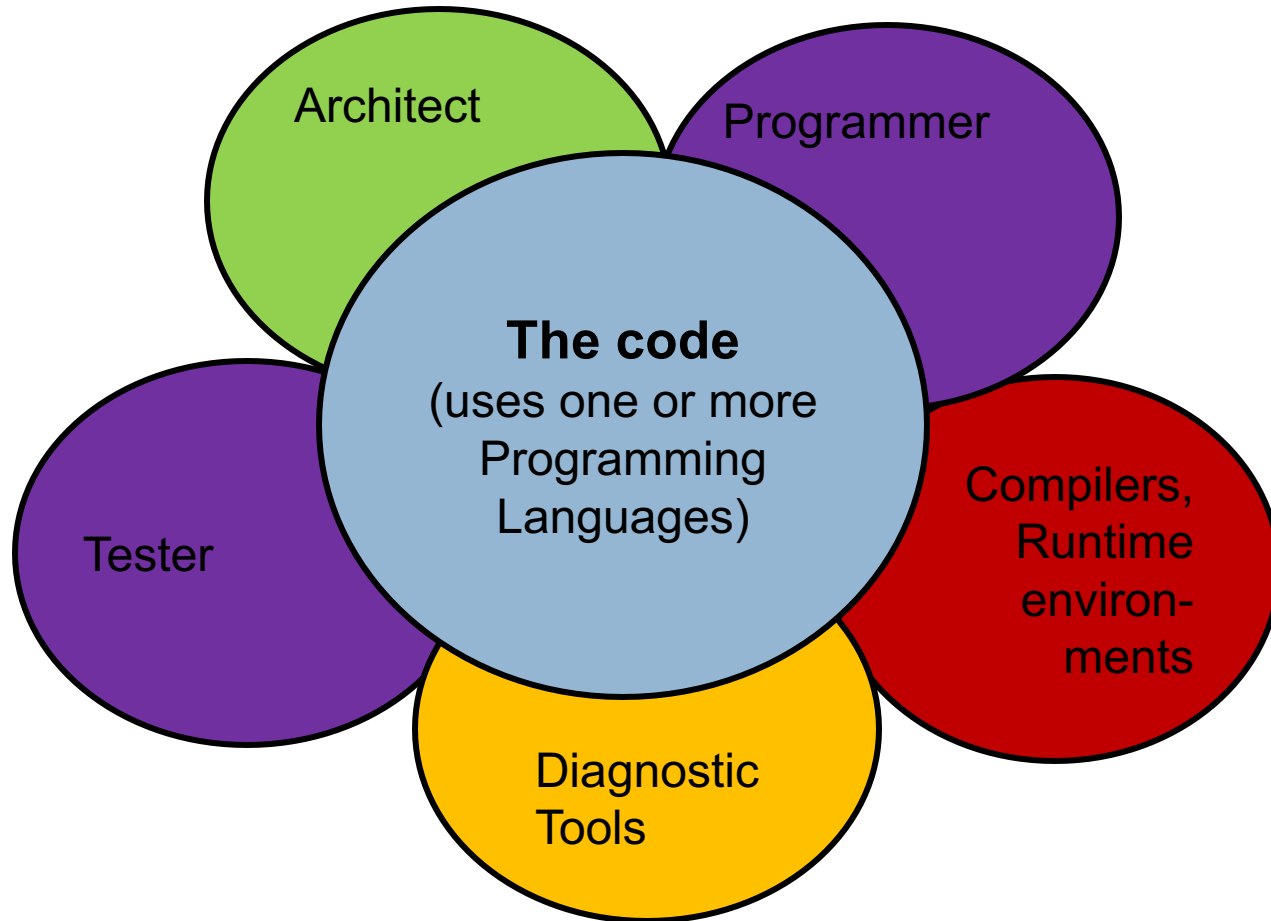 Architect
Programmer
The code
(uses one or more
Programming
Languages)
Compilers,
Runtime
environ-
ments
Tester
Diagnostic
Tools